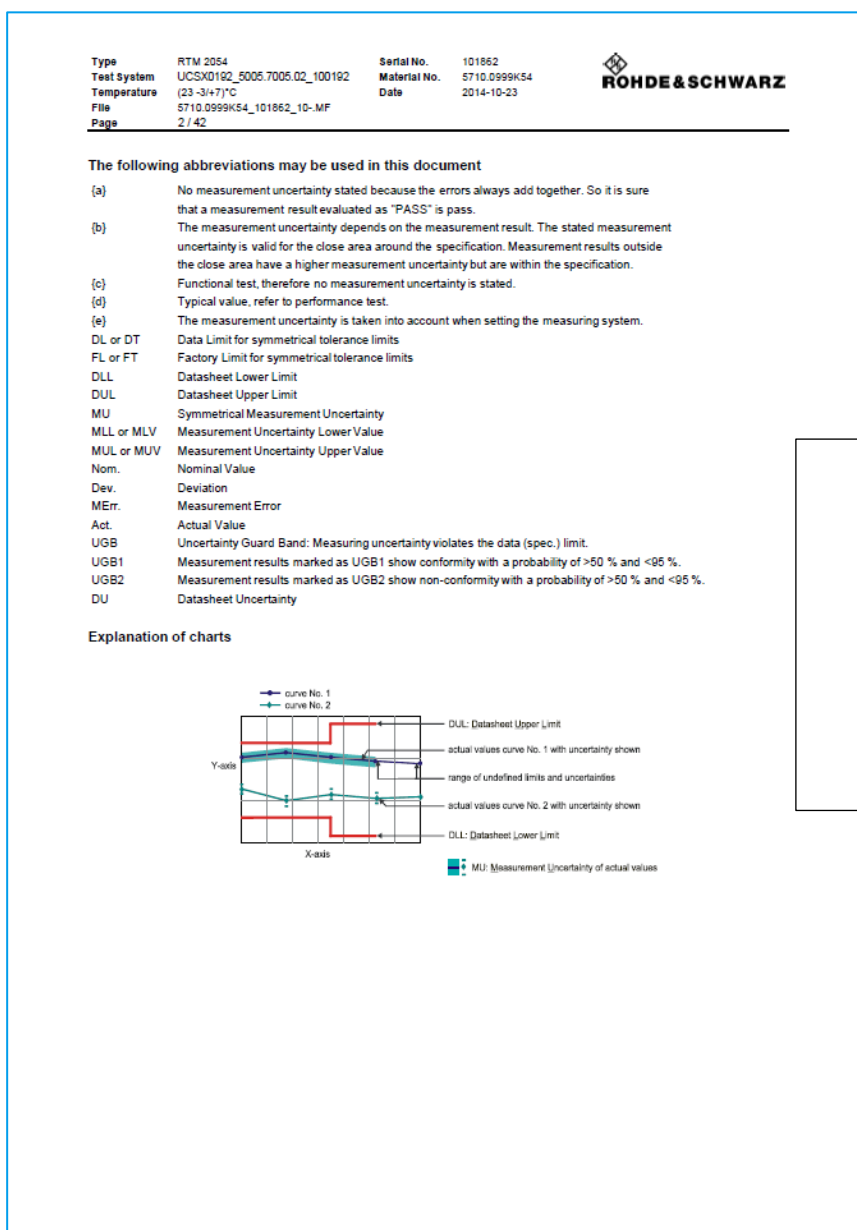 Type RTM 2054 Serial No. 101862
Test System UCSX0192_5005.7005.02_100192 Material No. 5710.0999K54
Temperature (23 -3/+7)°C Date 2014-10-23
File 5710.0999K54_101862_10-.MF
Page 2 / 42
ROHDE&SCHWARZ
The following abbreviations may be used in this document
{a} No measurement uncertainty stated because the errors always add together. So it is sure
that a measurement result evaluated as "PASS" is pass.
{b} The measurement uncertainty depends on the measurement result. The stated measurement
uncertainty is valid for the close area around the specification. Measurement results outside
the close area have a higher measurement uncertainty but are within the specification.
{c} Functional test, therefore no measurement uncertainty is stated.
{d} Typical value, refer to performance test.
{e} The measurement uncertainty is taken into account when setting the measuring system.
DL or DT Data Limit for symmetrical tolerance limits
FL or FT Factory Limit for symmetrical tolerance limits
DLL Datasheet Lower Limit
DUL Datasheet Upper Limit
MU Symmetrical Measurement Uncertainty
MLL or MLV Measurement Uncertainty Lower Value
MUL or MUV Measurement Uncertainty Upper Value
Nom. Nominal Value
Dev. Deviation
MErr. Measurement Error
Act. Actual Value
UGB Uncertainty Guard Band: Measuring uncertainty violates the data (spec.) limit.
UGB1 Measurement results marked as UGB1 show conformity with a probability of >50 % and <95 %.
UGB2 Measurement results marked as UGB2 show non-conformity with a probability of >50 % and <95 %.
DU Datasheet Uncertainty
Explanation of charts
curve No. 1
curve No. 2
DUL: Datasheet Upper Limit
actual values curve No. 1 with uncertainty shown
Y-axis
range of undefined limits and uncertainties
actual values curve No. 2 with uncertainty shown
DLL: Datasheet Lower Limit
X-axis
MU: Measurement Uncertainty of actual values